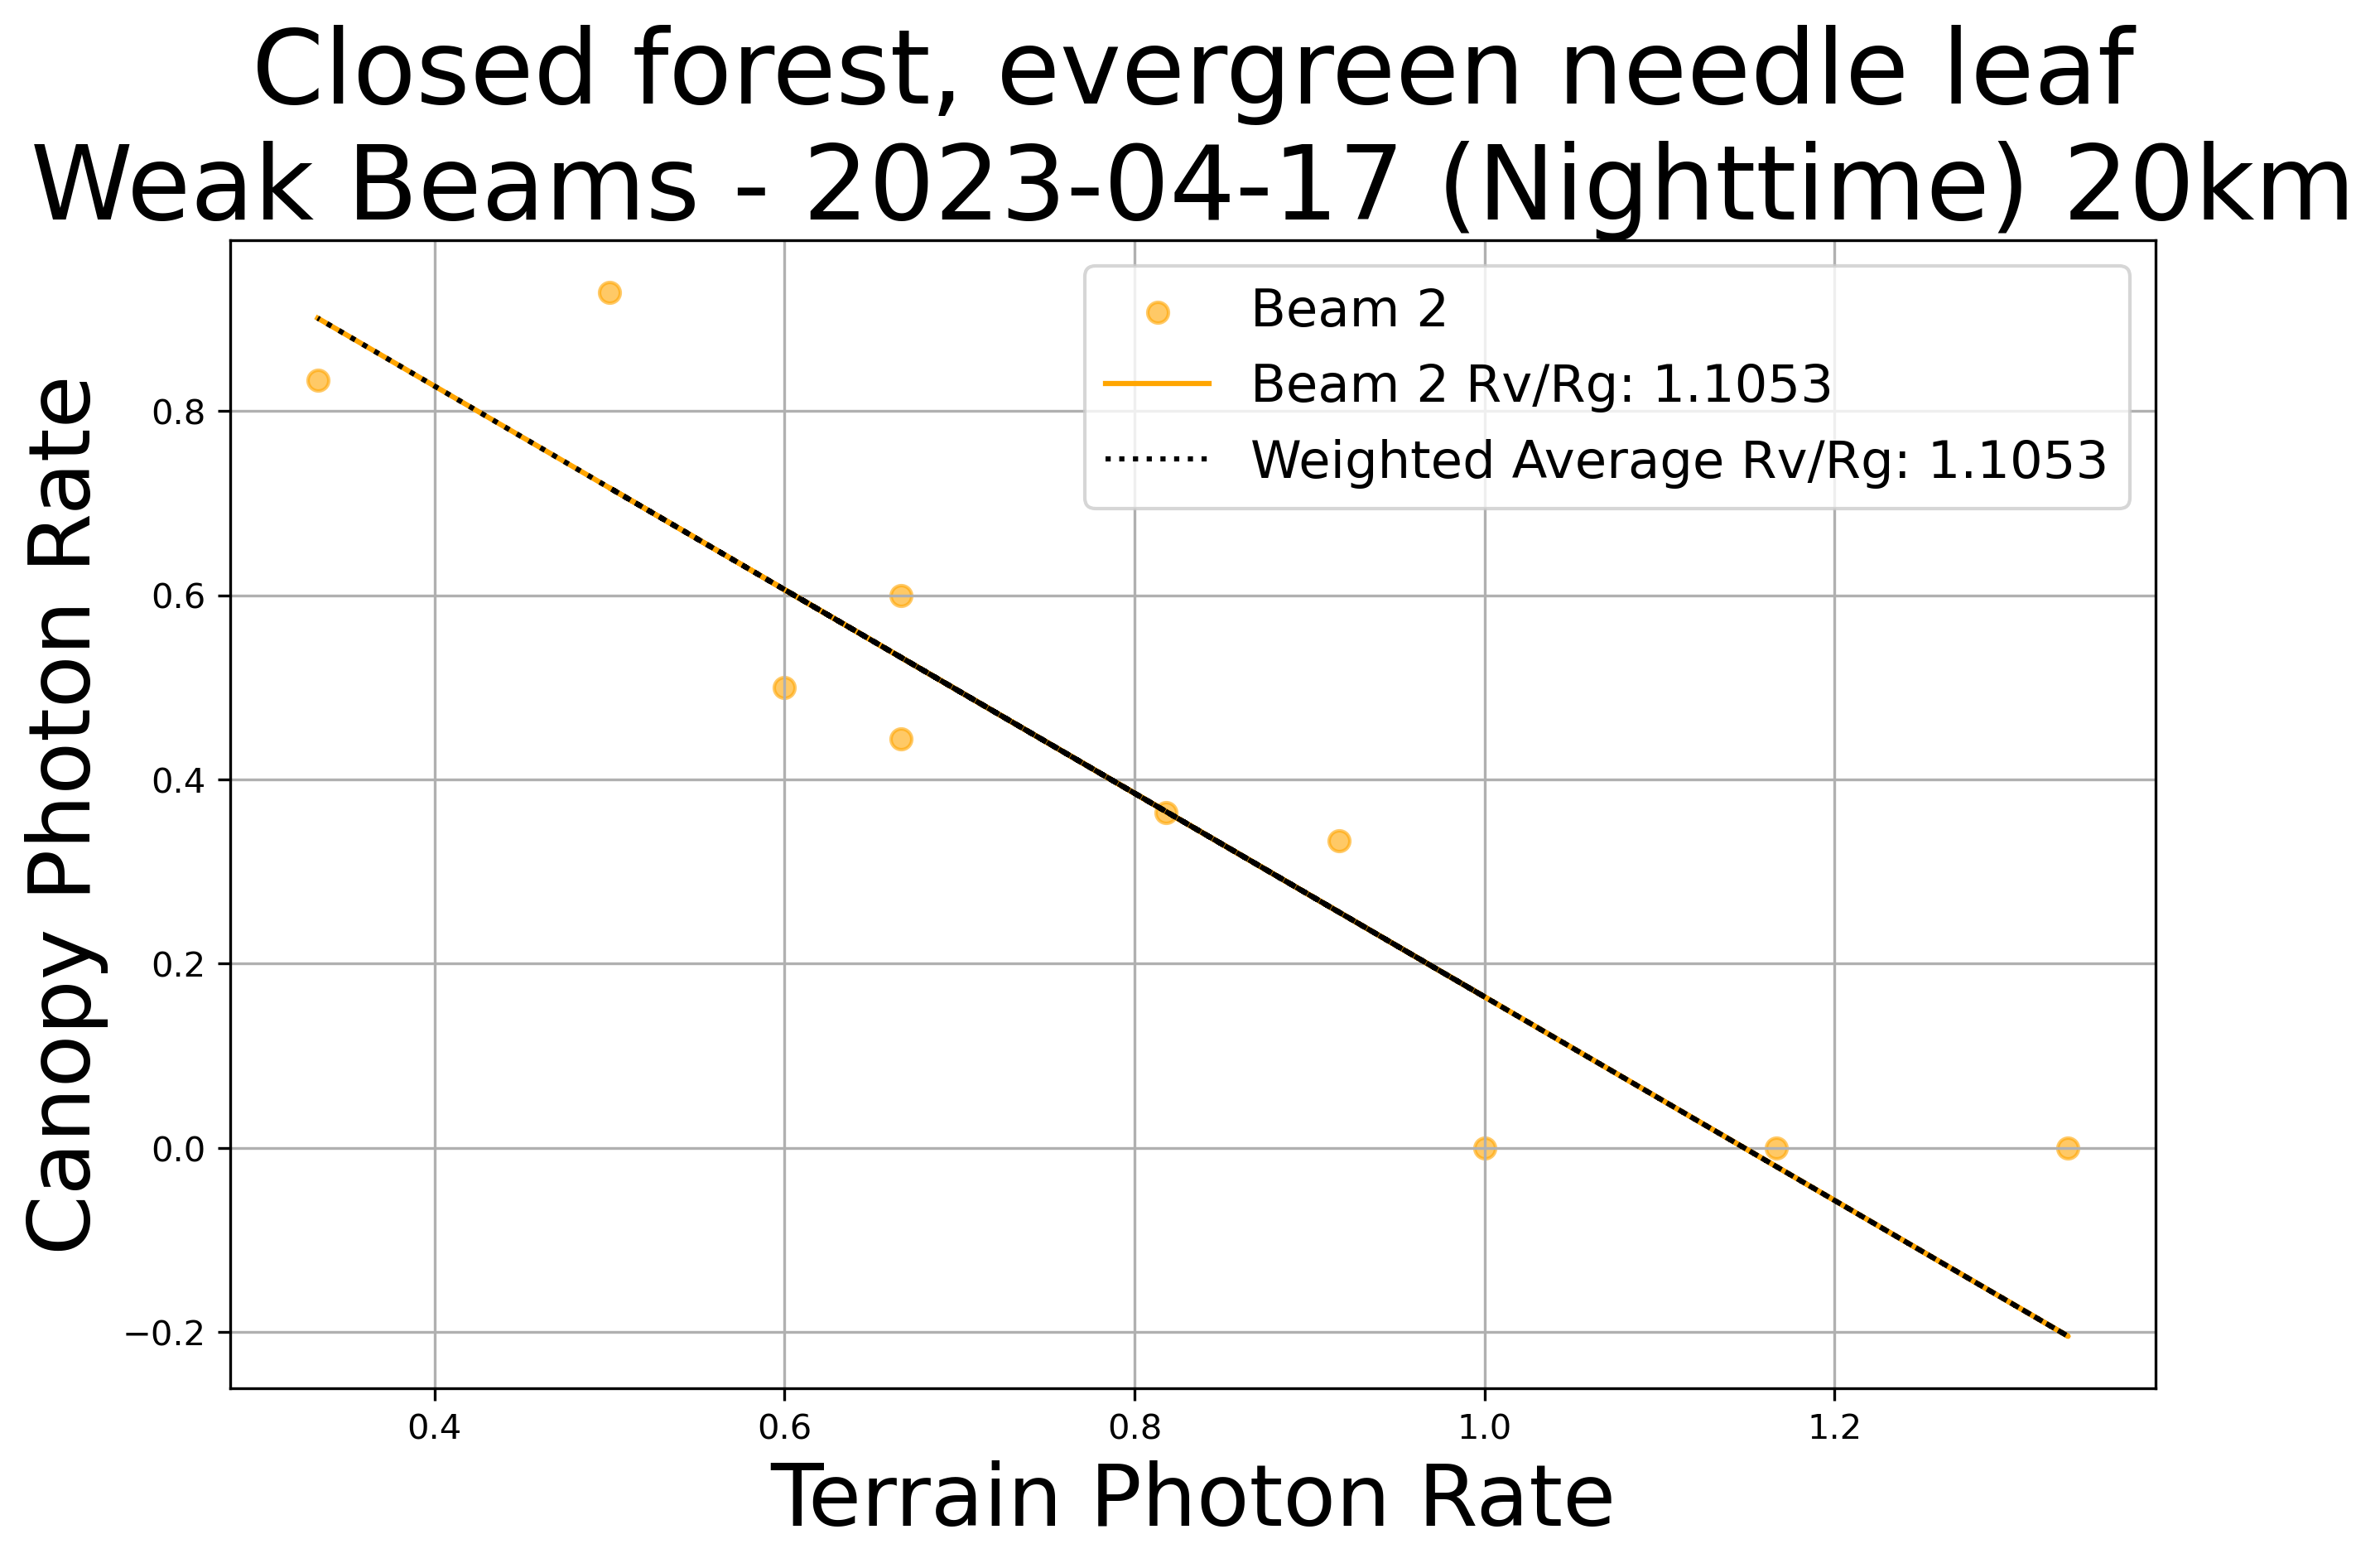 Closed forest, evergreen needle leaf
Weak Beams - 2023-04-17 (Nighttime) 20km
Beam 2
Beam 2 Rv/Rg: 1.1053
Weighted Average Rv/Rg: 1.1053
Canopy Photon Rate
0.8
0.6
0.4
0.2
0.0
−0.2
0.4 0.6 0.8 1.0 1.2
Terrain Photon Rate